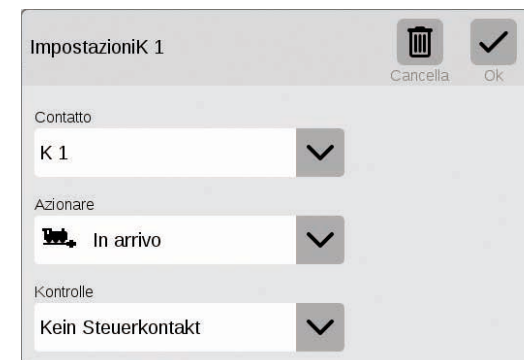 ImpostazioniK 1
Cancella
Ok
Contatto
K 1
Azionare
In arrivo
Kontrolle
Kein Steuerkontakt